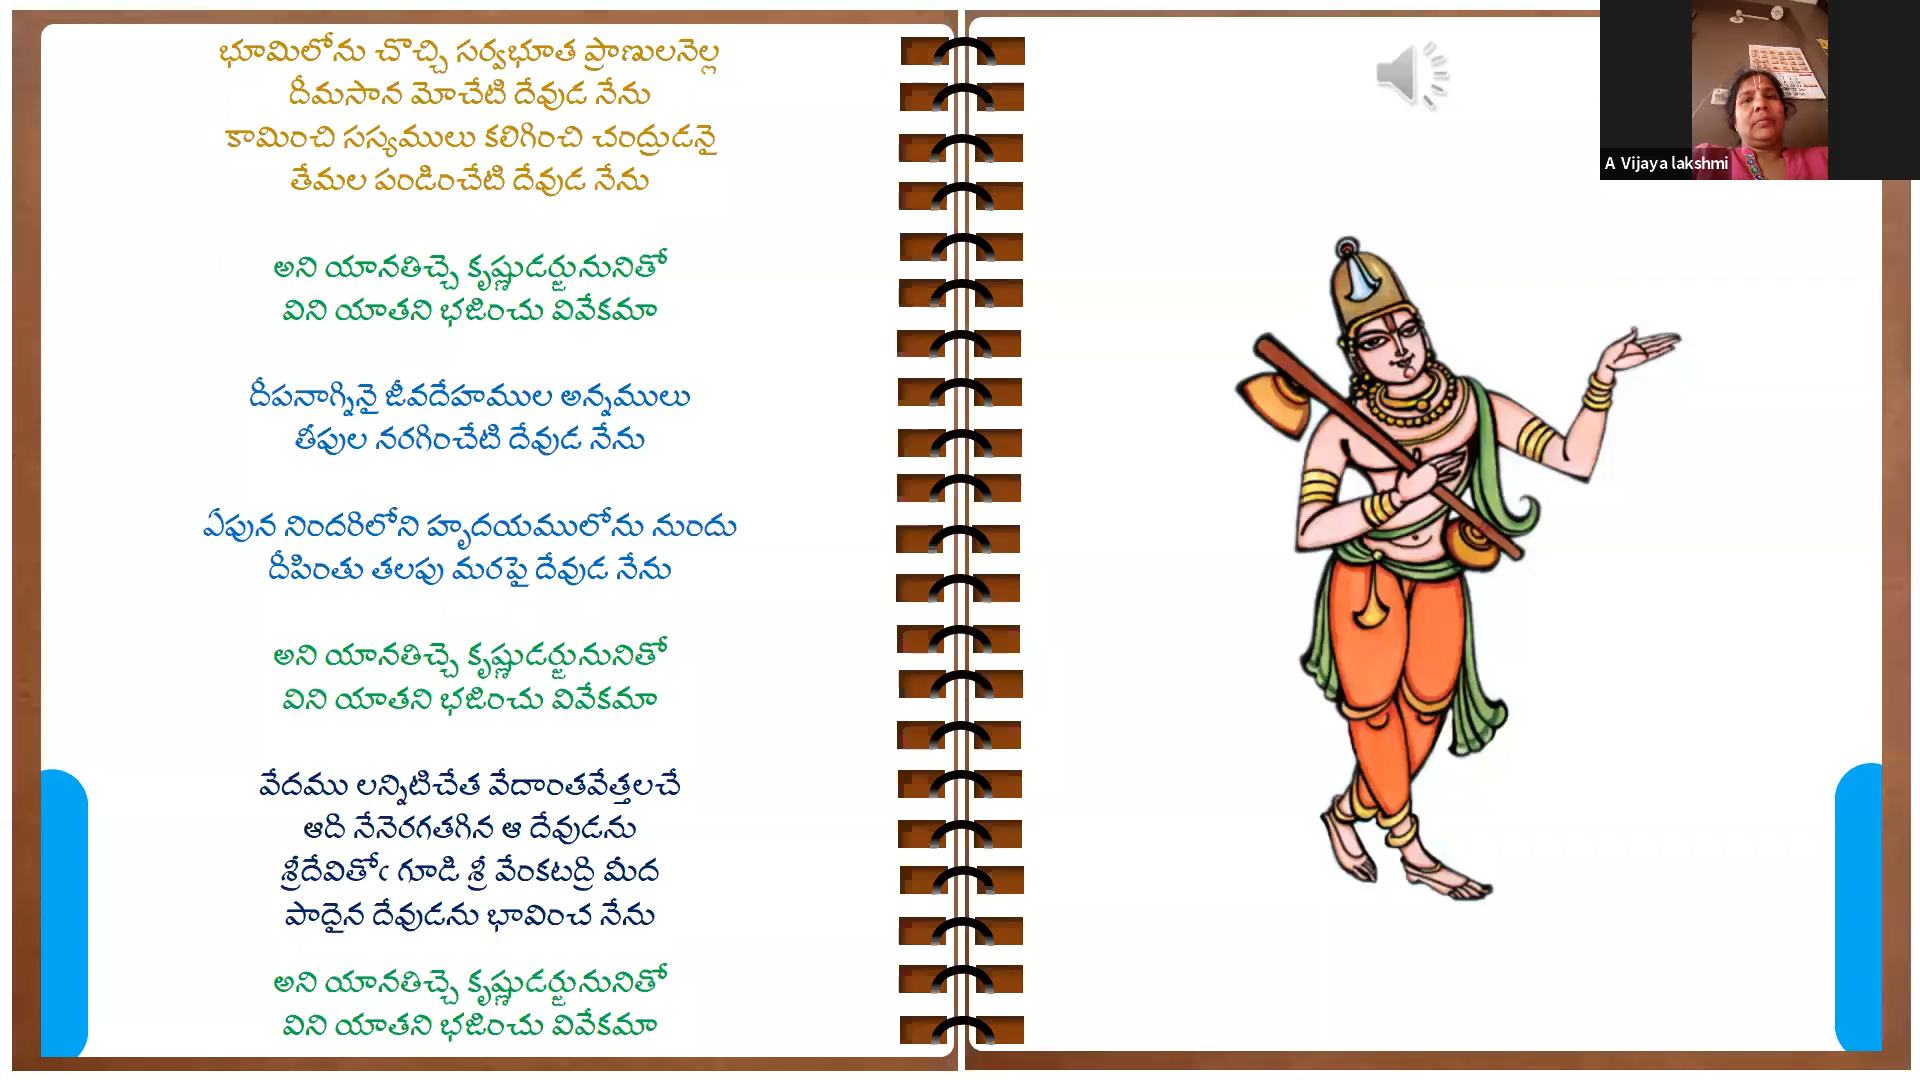 భూమిలోను చొచ్చి సర్వభూత ప్రాణులనెల్ల
దీమసాన మోచేటి దేవుడ నేను
కామించి సస్యములు కలిగించి చంద్రుడనై
తేమల పండించేటి దేవుడ నేను
అని యానతిచ్చె కృష్ణుడర్జునునితో
విని యాతని భజించు వివేకమా
దీపనాగ్నినై జీవదేహముల అన్నములు
తీపుల నరగించేటి దేవుడ నేను
ఏపున నిందరిలోని హృదయములోను నుందు
దీపింతు తలపు మరపై దేవుడ నేను
అని యానతిచ్చె కృష్ణుడర్జునునితో
విని యాతని భజించు వివేకమా
వేదము లన్నిటిచేత వేదాంతవేత్తలచే
ఆది నేనెరగతగిన ఆ దేవుడను
శ్రీదేవితోఁ గూడి శ్రీ వేంకటద్రి మీద
పాదైన దేవుడను భావించ నేను
అని యానతిచ్చె కృష్ణుడర్జునునితో
విని యాతని భజించు వివేకమా
A Vijaya lakshmi